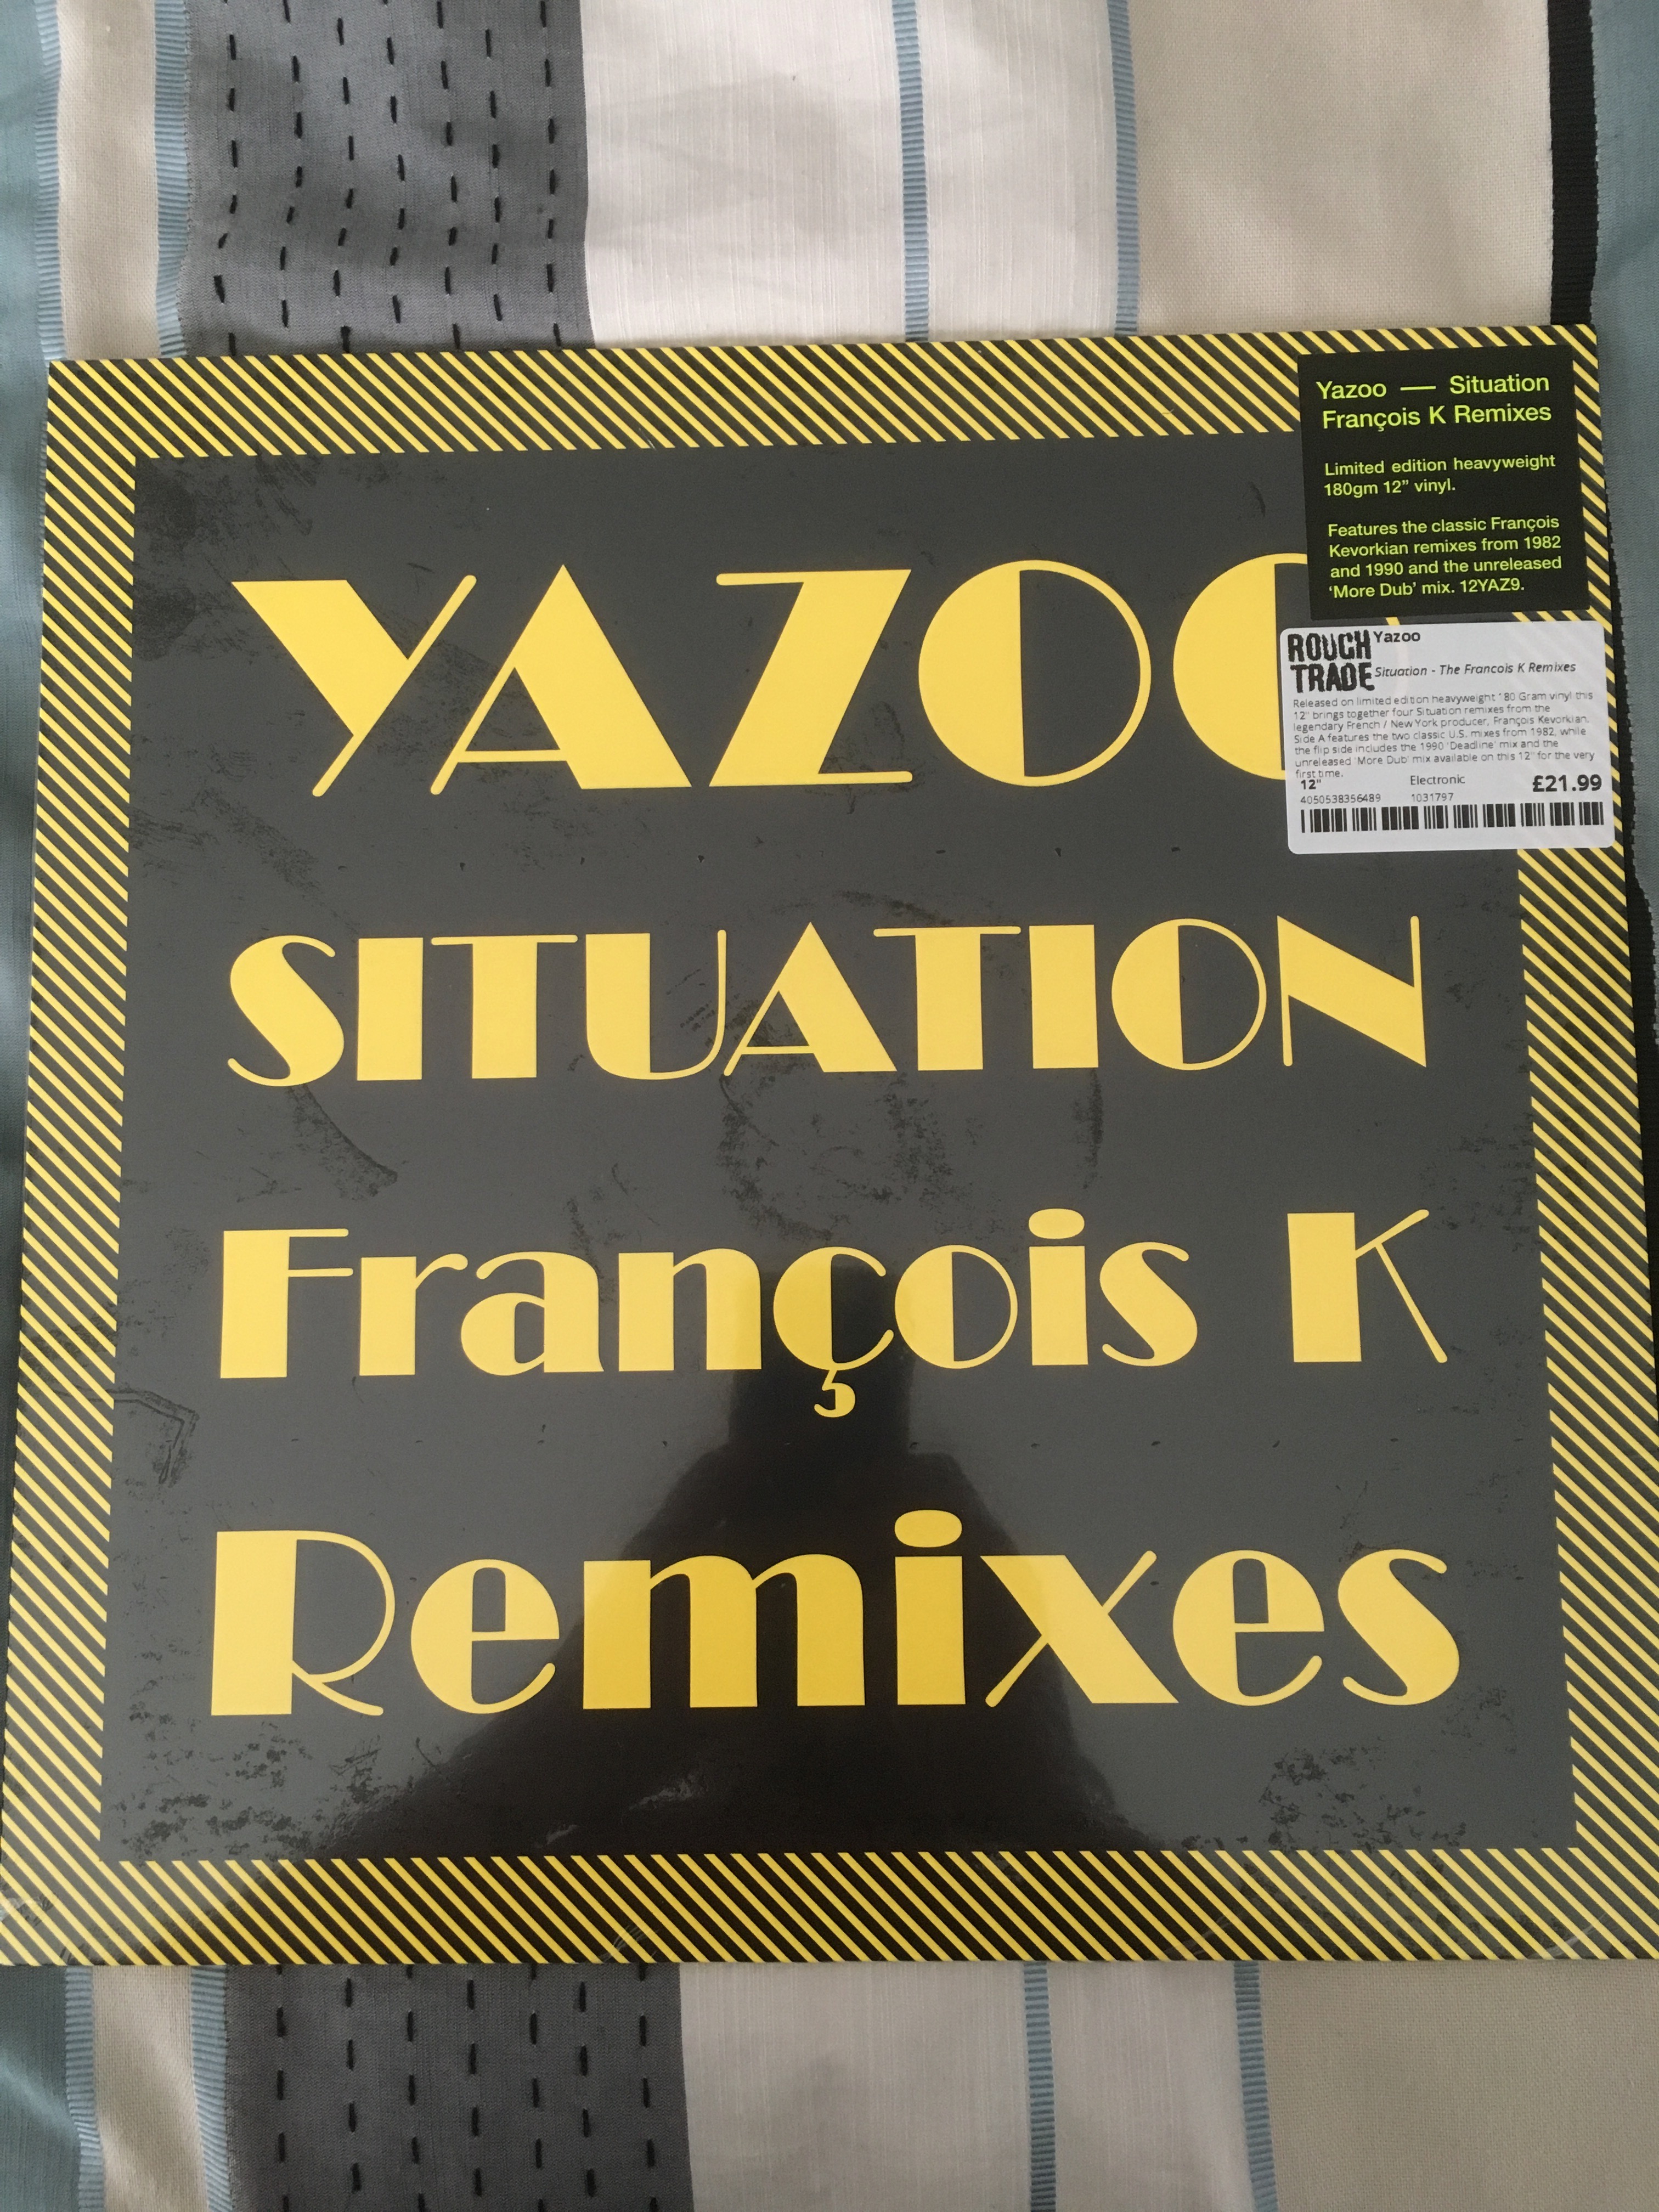 YAZOO
SITUATION
François K
Remixes
Yazoo — Situation
François K Remixes
Limited edition heavyweight
180gm 12” vinyl.
Features the classic François
Kevorkian remixes from 1982
and 1990 and the unreleased
‘More Dub’ mix. 12YAZ9.
ROUGH
TRADE
Yazoo
Situation - The Francois K Remixes
Released on limited edition heavyweight 180 Gram vinyl this
12" brings together four Situation remixes from the
legendary French / New York producer, François Kevorkian.
Side A features the two classic U.S. mixes from 1982, while
the flip side includes the 1990 'Deadline' mix and the
unreleased 'More Dub' mix available on this 12" for the very
first time.
12" Electronic £21.99
4050538356489 1031797